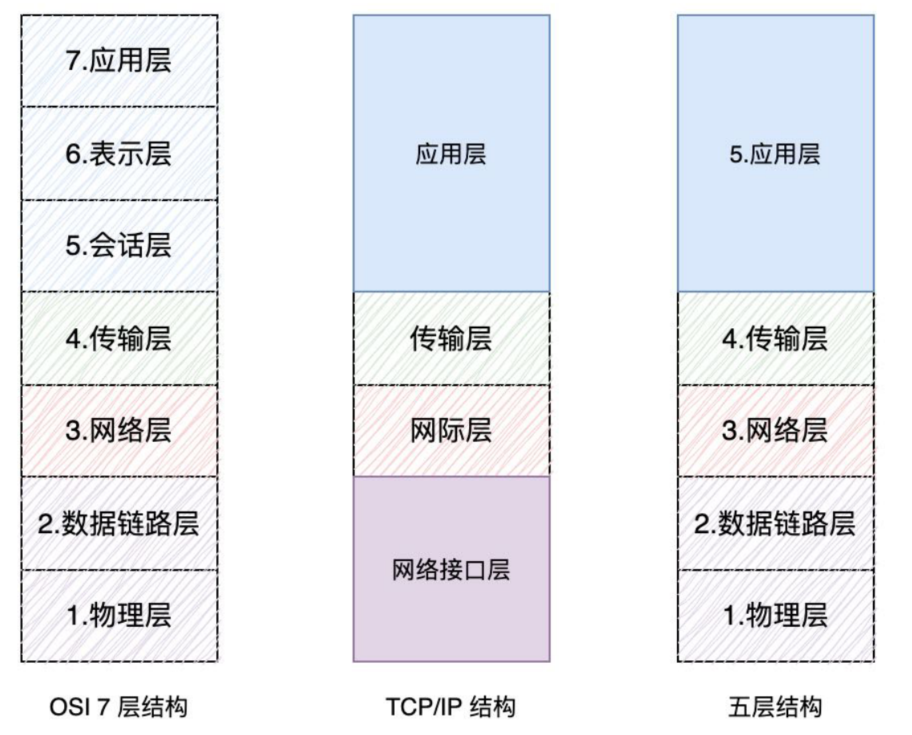 7.应用层
6.表示层
5.会话层
4.传输层
3.网络层
2.数据链路层
1.物理层
OSI 7 层结构
应用层
传输层
网际层
网络接口层
TCP/IP 结构
5.应用层
4.传输层
3.网络层
2.数据链路层
1.物理层
五层结构